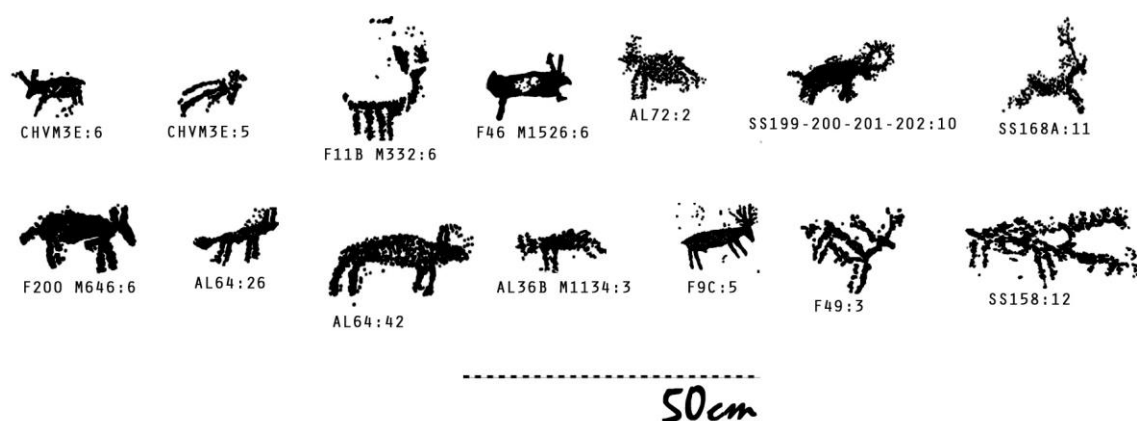 CHVM3E:6
CHVM3E:5
F11B M332:6
F46 M1526:6
AL72:2
SS199-200-201-202:10
SS168A:11
F200 M646:6
AL64:26
AL64:42
AL36B M1134:3
F9C:5
F49:3
SS158:12
50cm